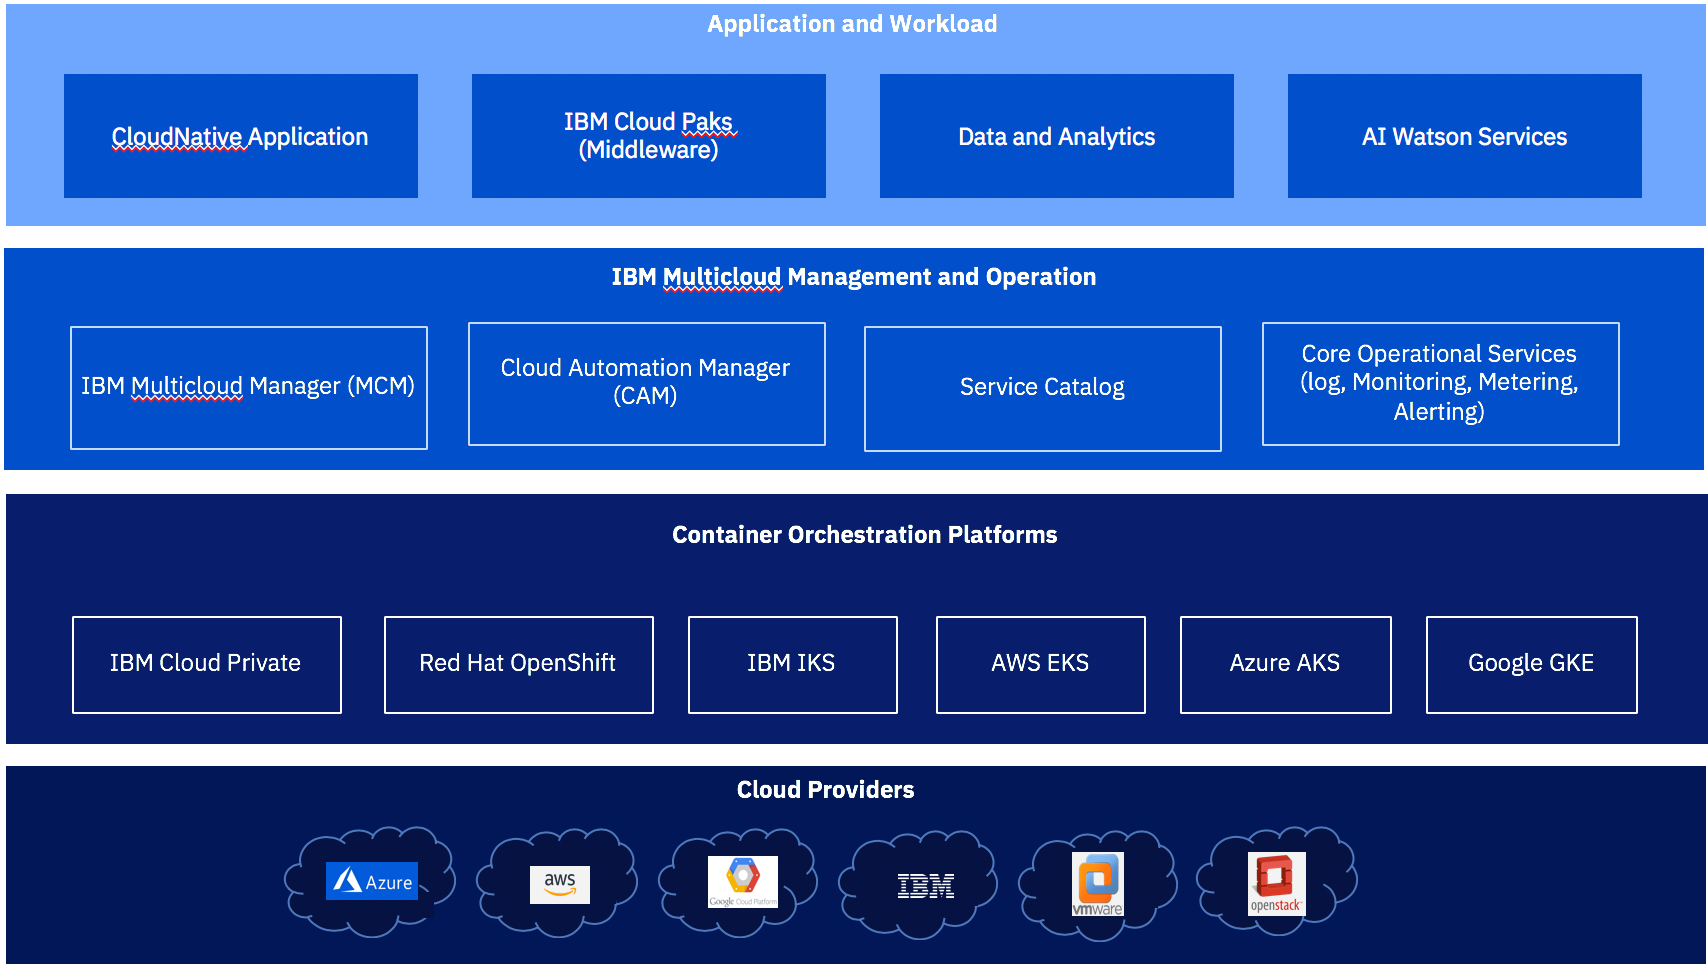 Application and Workload
CloudNative Application
IBM Cloud Paks
(Middleware)
Data and Analytics
AI Watson Services
IBM Multicloud Management and Operation
IBM Multicloud Manager (MCM)
Cloud Automation Manager
(CAM)
Service Catalog
Core Operational Services
(log, Monitoring, Metering,
Alerting)
Container Orchestration Platforms
IBM Cloud Private
Red Hat OpenShift
IBM IKS
AWS EKS
Azure AKS
Google GKE
Cloud Providers
Azure
aws
Google Cloud Platform
IBM
vmware
openstack